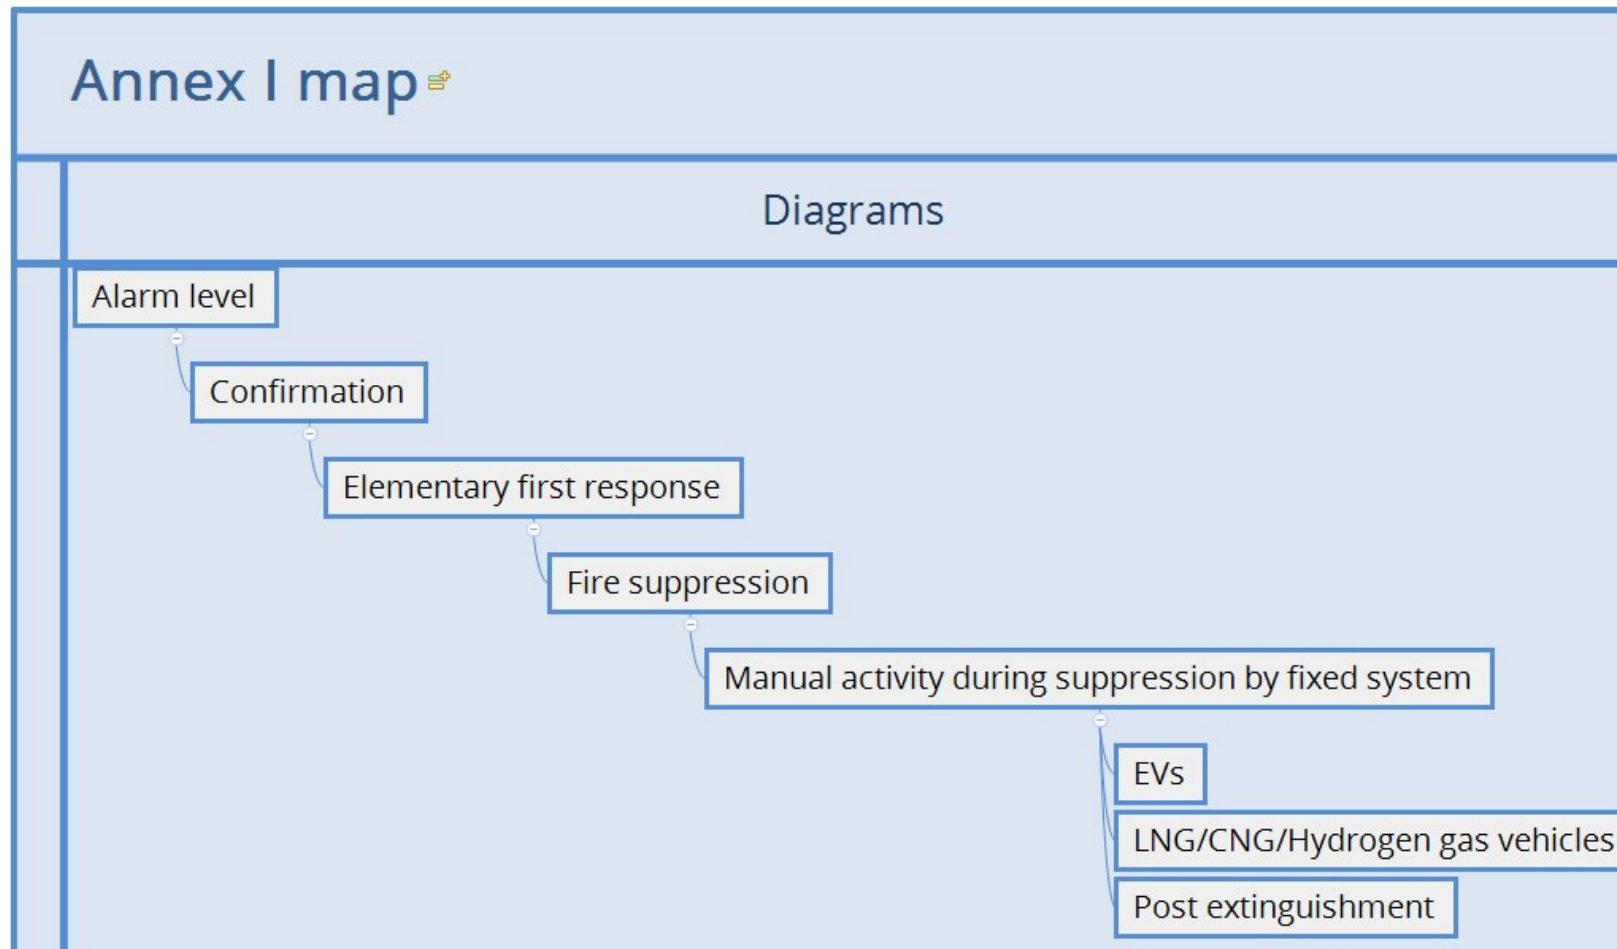 Annex I map
Diagrams
Alarm level
Confirmation
Elementary first response
Fire suppression
Manual activity during suppression by fixed system
EVs
LNG/CNG/Hydrogen gas vehicles
Post extinguishment